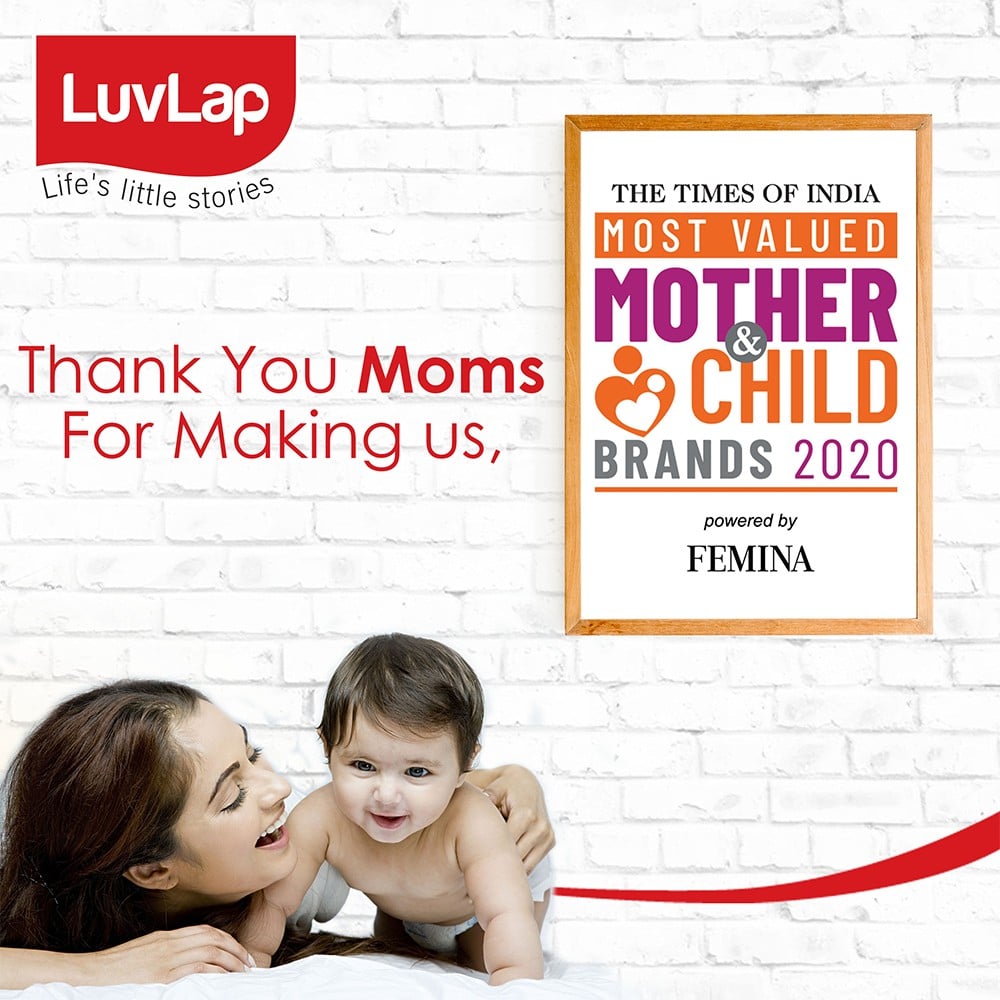 LuvLap
Life's little stories
Thank You Moms
For Making us,
THE TIMES OF INDIA
MOST VALUED
MOTHER
&
CHILD
BRANDS 2020
powered by
FEMINA